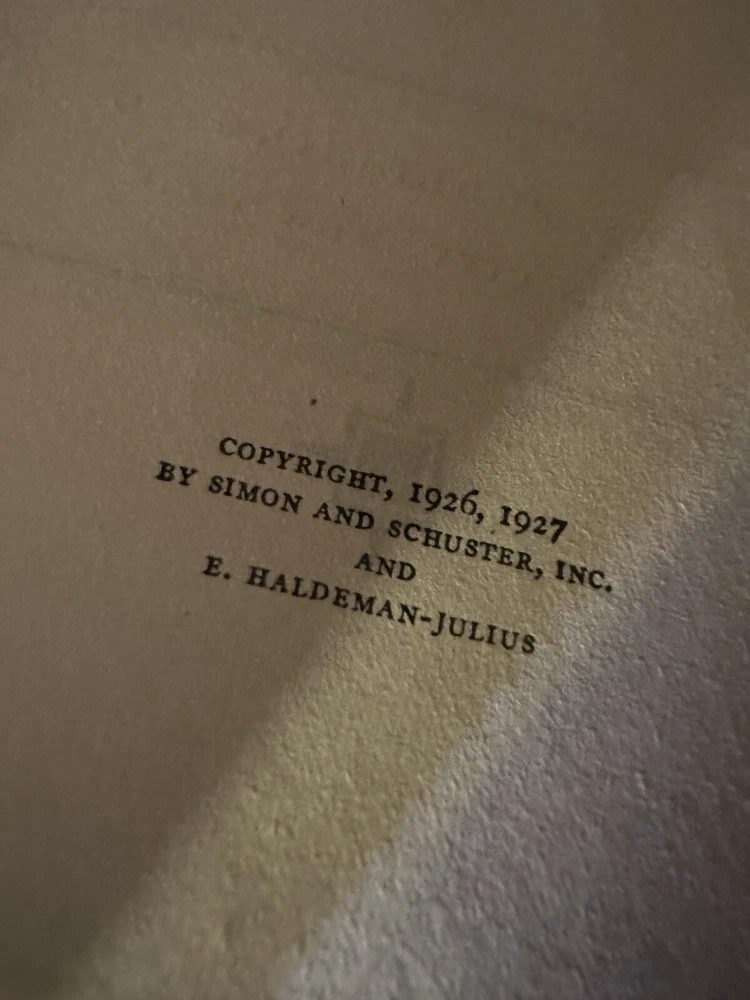 COPYRIGHT, 1926, 1927
BY SIMON AND SCHUSTER, INC.
AND
E. HALDEMAN-JULIUS